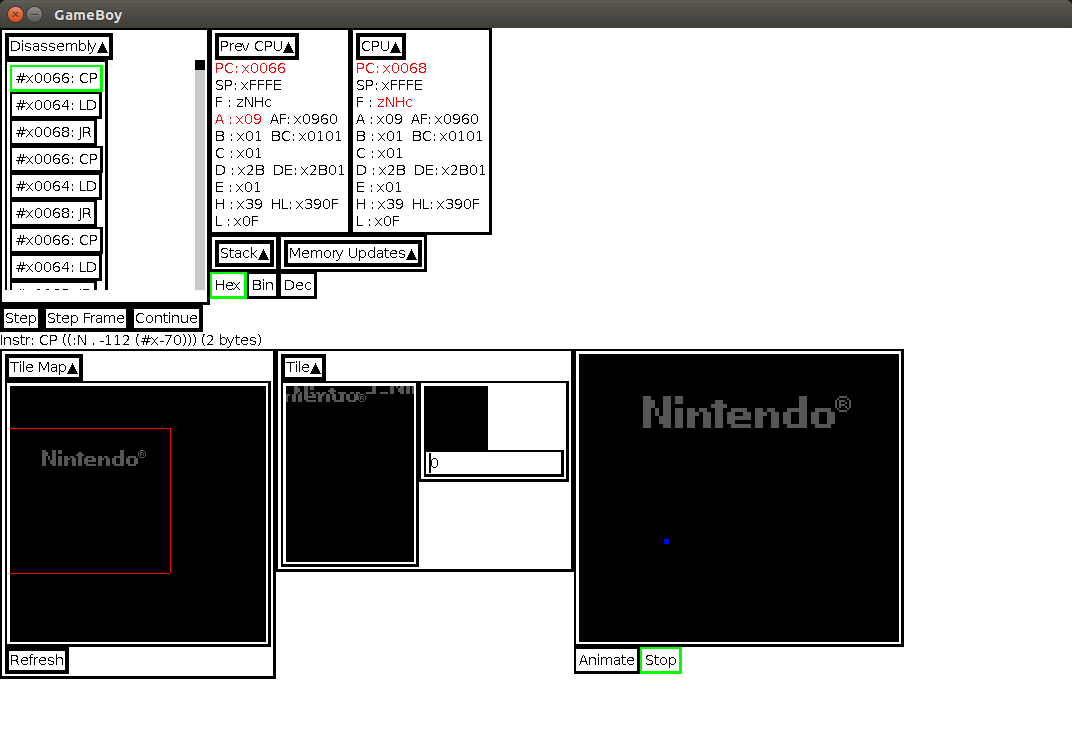 GameBoy
Disassembly▲
#x0066: CP
#x0064: LD
#x0068: JR
#x0066: CP
#x0064: LD
#x0068: JR
#x0066: CP
#x0064: LD
Prev CPU▲
PC: x0066
SP: xFFFE
F : zNHc
A : x09 AF: x0960
B : x01 BC: x0101
C : x01
D : x2B DE: x2B01
E : x01
H : x39 HL: x390F
L : x0F
CPU▲
PC: x0068
SP: xFFFE
F : zNHc
A : x09 AF: x0960
B : x01 BC: x0101
C : x01
D : x2B DE: x2B01
E : x01
H : x39 HL: x390F
L : x0F
Stack▲ Memory Updates▲
Hex Bin Dec
Step Step Frame Continue
Instr: CP ((:N . -112 (#x-70))) (2 bytes)
Tile Map▲
Nintendo®
Refresh
Tile▲
0
Nintendo®
Animate Stop